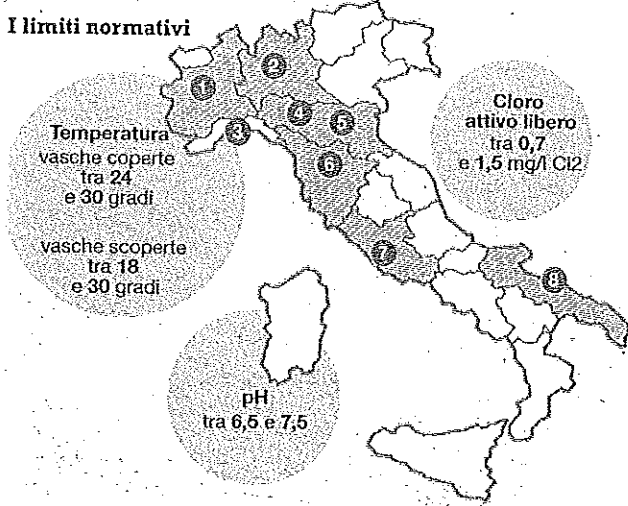 I limiti normativi
Temperatura
vasche coperte
tra 24
e 30 gradi
vasche scoperte
tra 18
e 30 gradi
Cloro
attivo libero
tra 0,7
e 1,5 mg/l Cl2
pH
tra 6,5 e 7,5
1
2
3
4
5
6
7
8